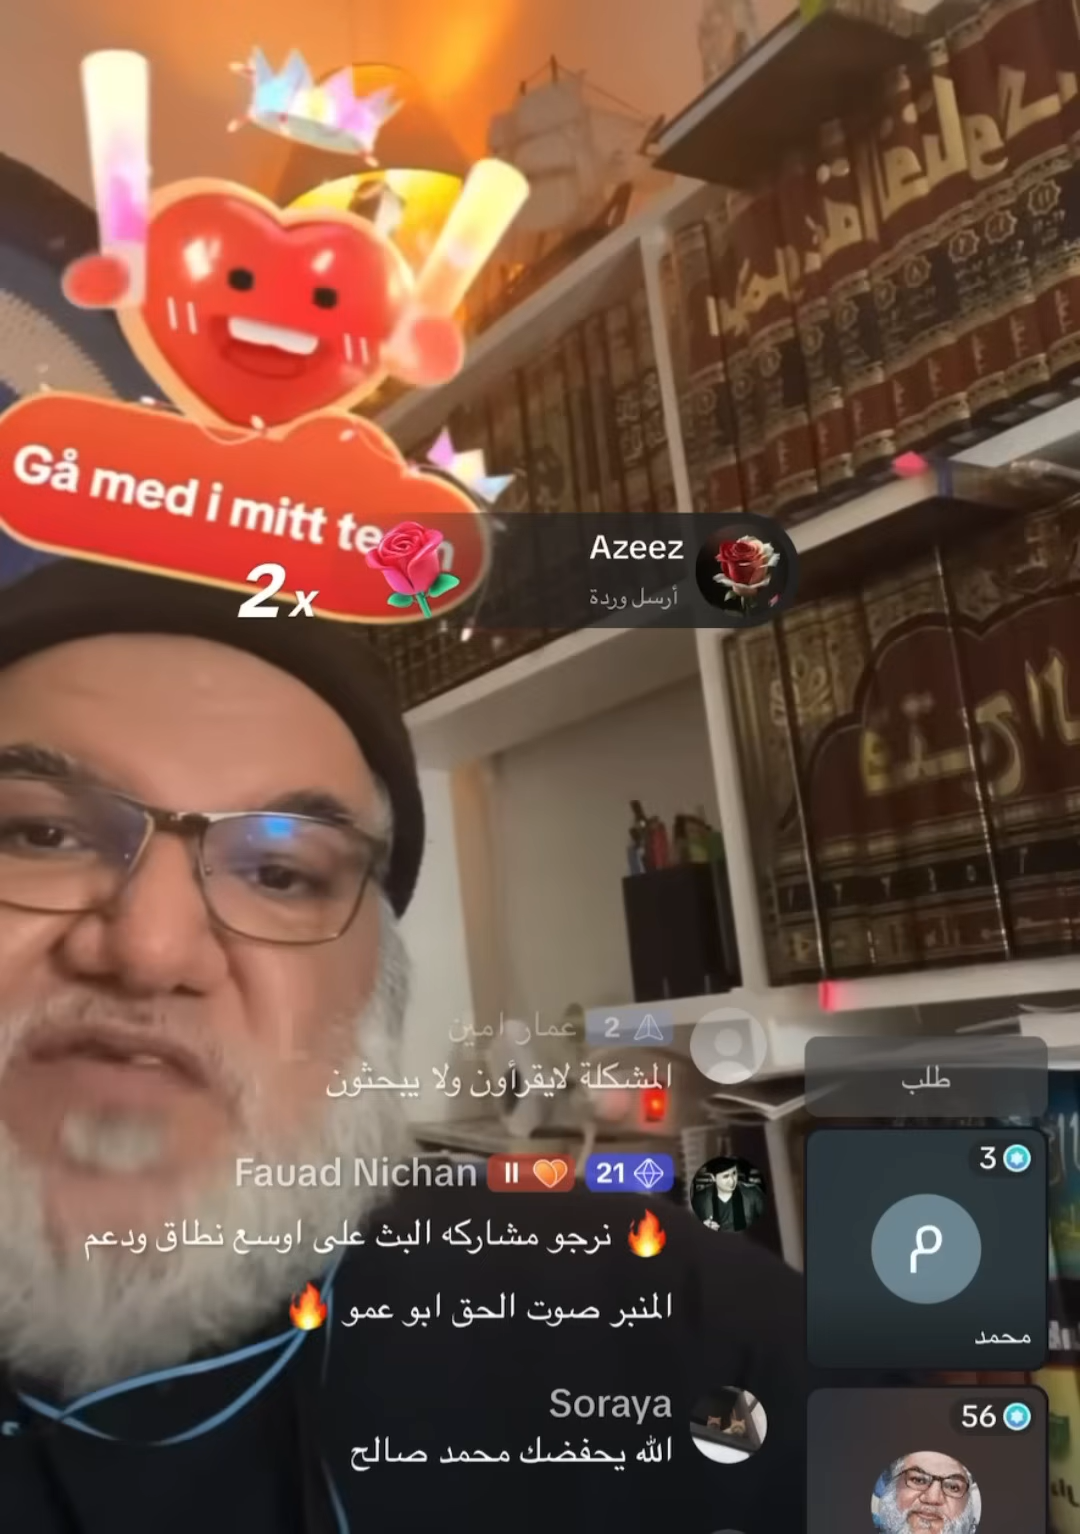 Gå med i mitt te
2x
Azeez
أرسل وردة
عمار امين
2
المشكلة لايقرأون ولا يبحثون
طلب
3
م
محمد
Fauad Nichan
II
21
🔥 نرجو مشاركه البث على اوسع نطاق ودعم
المنبر صوت الحق ابو عمو 🔥
Soraya
الله يحفضك محمد صالح
56